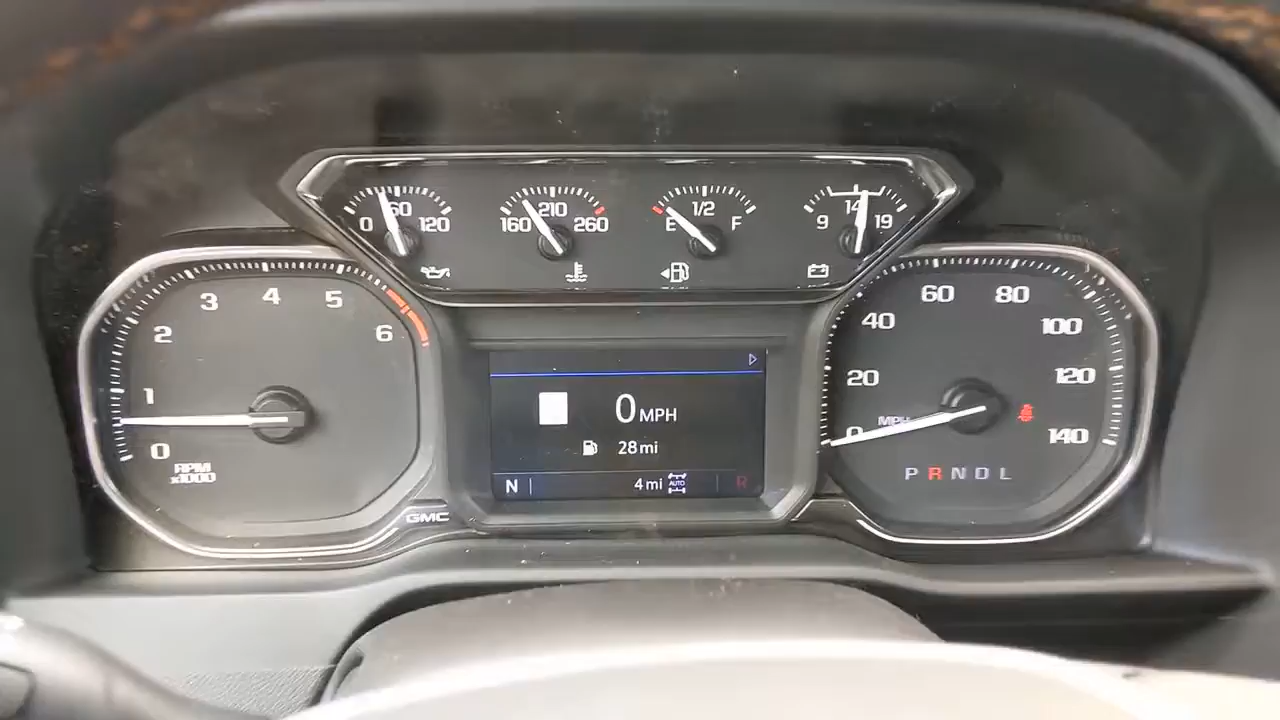 0 60 120
160 210 260
E 1/2 F
9 14 19
0 1 2 3 4 5 6
RPM
x1000
GMC
0 MPH
28 mi
N
4 mi
AUTO
R
0 20 40 60 80 100 120 140
MPH
P R N D L